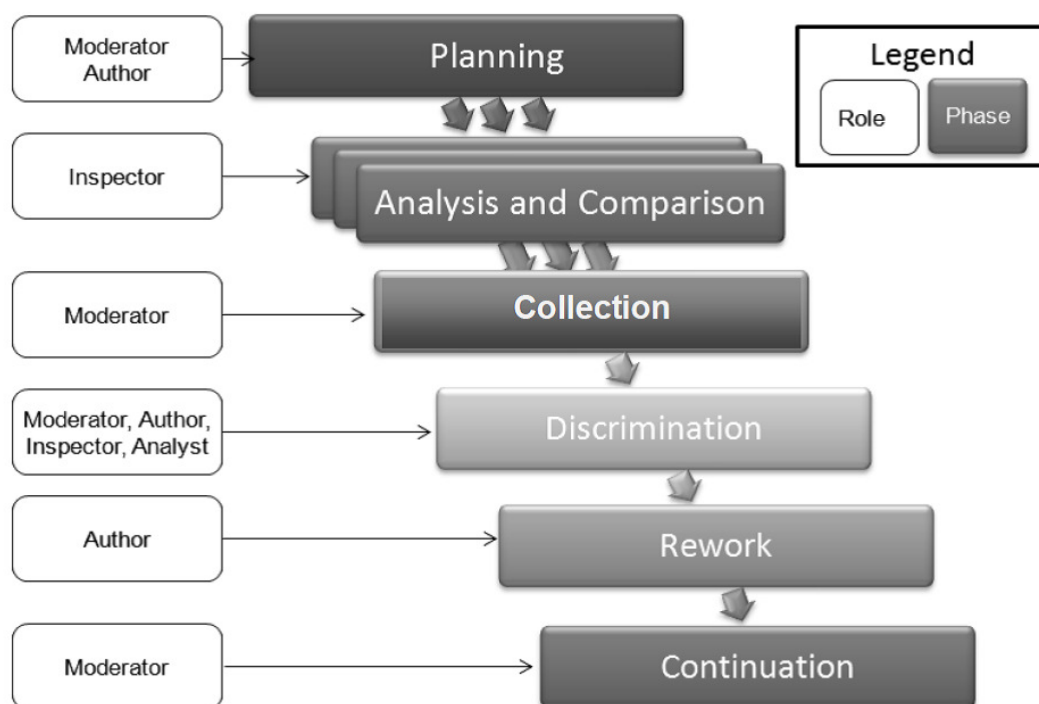 Moderator
Author
Planning
Legend
Role
Phase
Inspector
Analysis and Comparison
Moderator
Collection
Moderator, Author,
Inspector, Analyst
Discrimination
Author
Rework
Moderator
Continuation